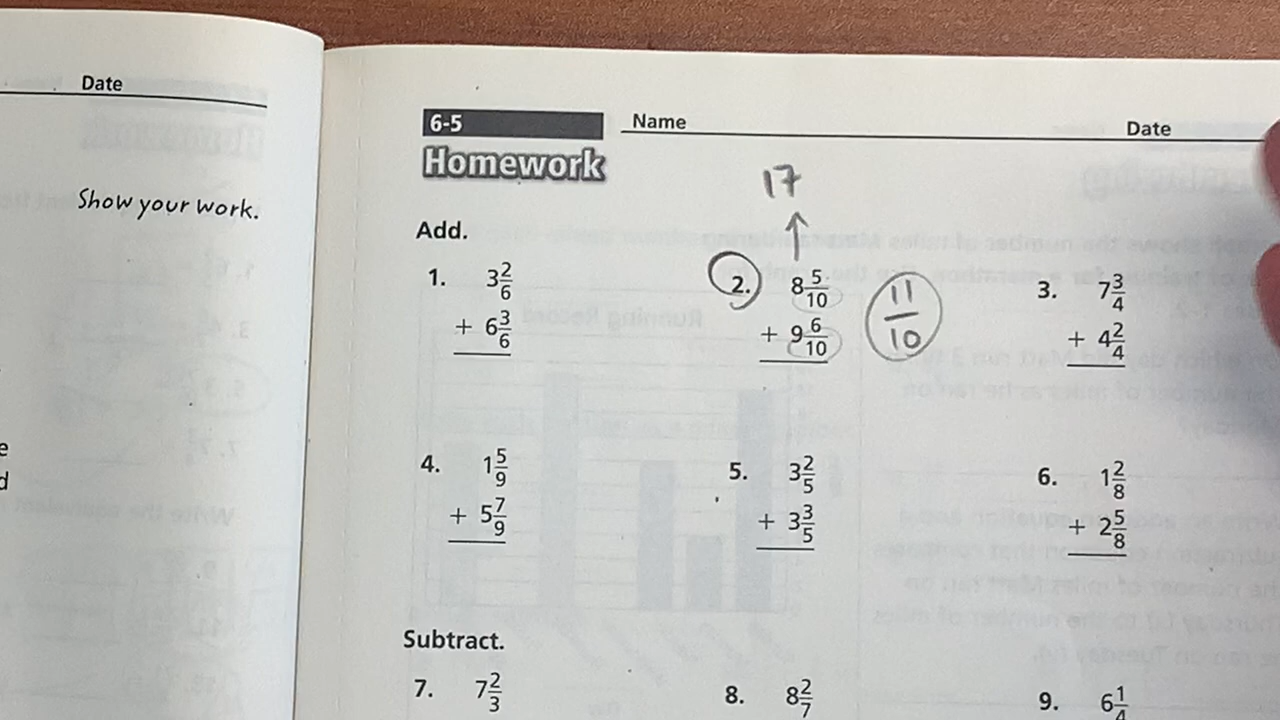 Date
Show your work.
e
d
6-5 Name Date
Homework
17
Add.
1. 3 2/6 + 6 3/6
2. 8 5/10 + 9 6/10
11/10
3. 7 3/4 + 4 2/4
4. 1 5/9 + 5 7/9
5. 3 2/5 + 3 3/5
6. 1 2/8 + 2 5/8
Subtract.
7. 7 2/3
8. 8 2/7
9. 6 1/4